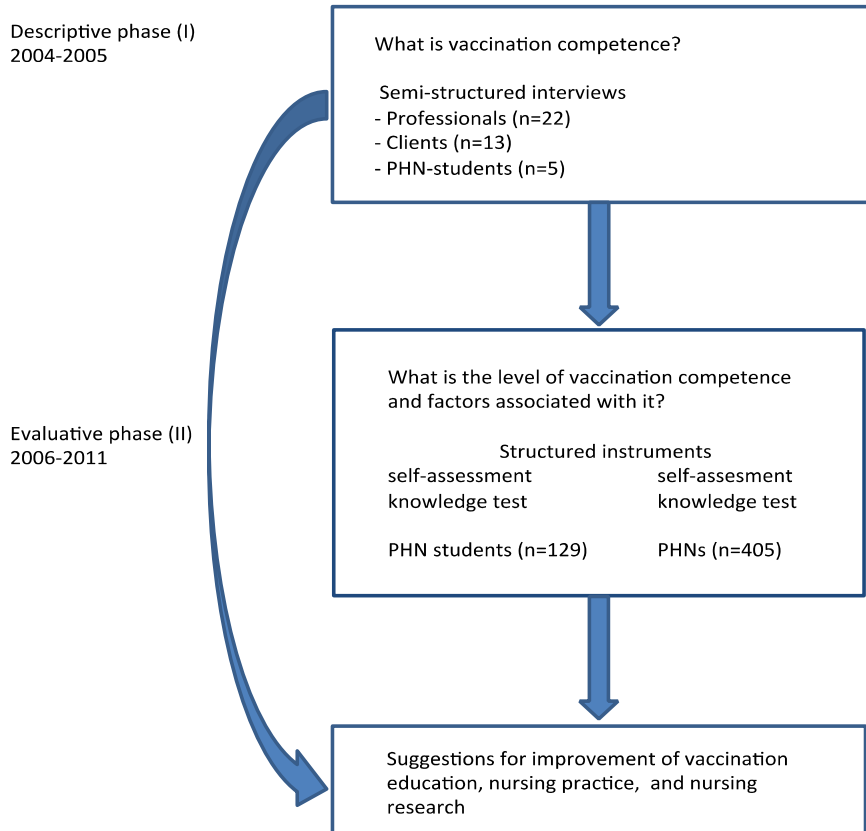 Descriptive phase (I)
2004-2005
What is vaccination competence?
Semi-structured interviews
- Professionals (n=22)
- Clients (n=13)
- PHN-students (n=5)
Evaluative phase (II)
2006-2011
What is the level of vaccination competence
and factors associated with it?
Structured instruments
self-assessment self-assesment
knowledge test knowledge test
PHN students (n=129) PHNs (n=405)
Suggestions for improvement of vaccination
education, nursing practice, and nursing
research